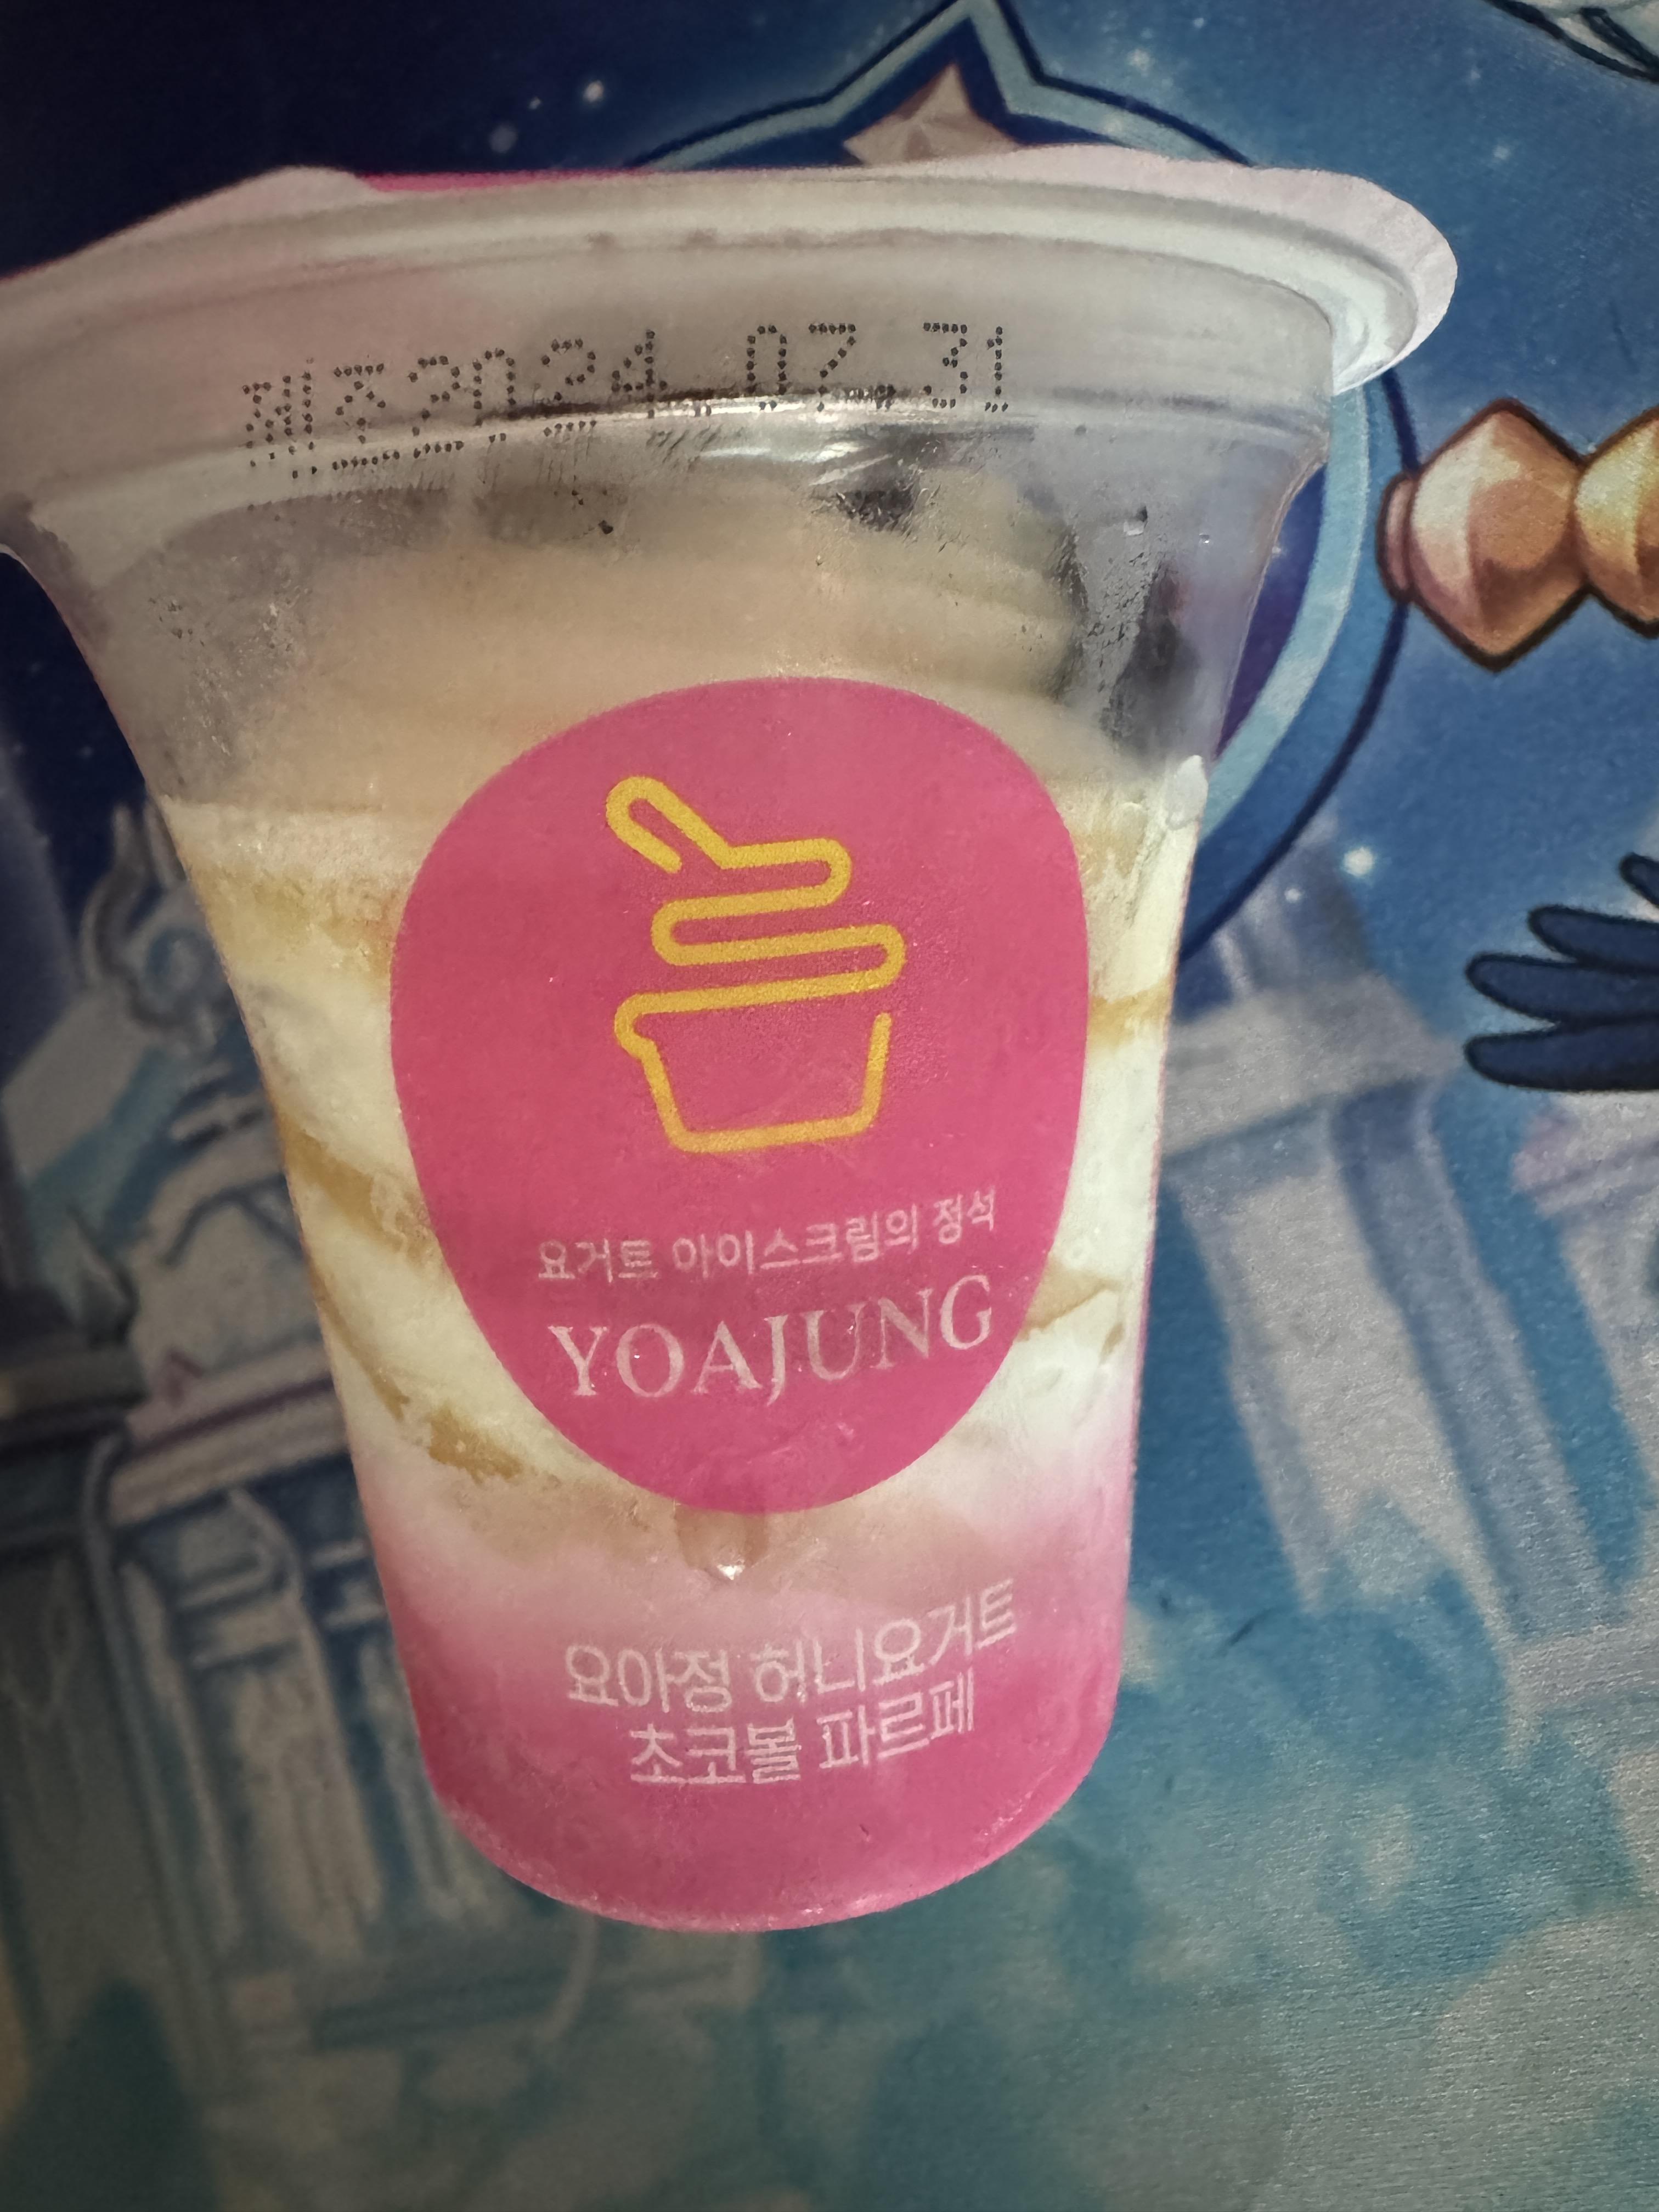 제조2024.07.31
요거트 아이스크림의 정석
YOAJUNG
요아정 허니요거트
초코볼 파르페